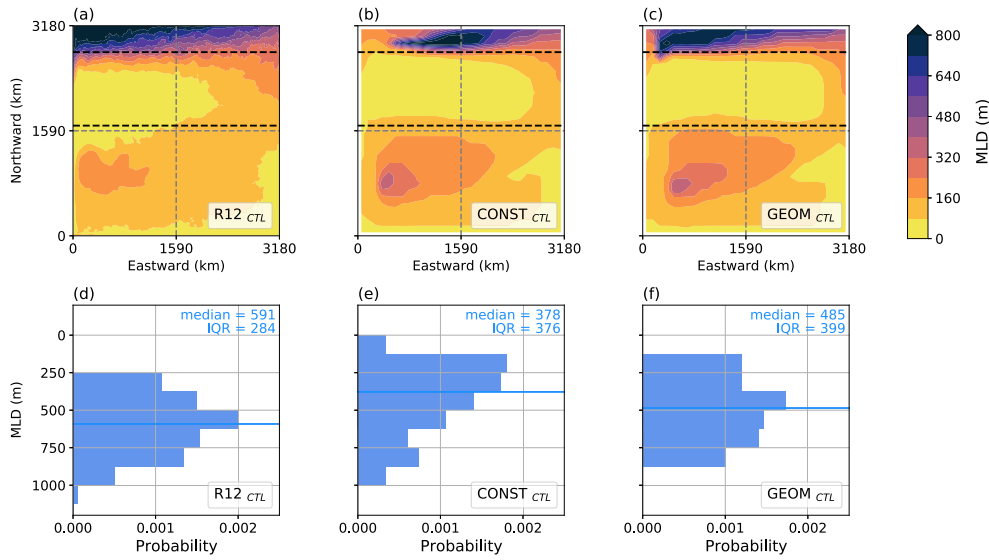 (a)
(b)
(c)
3180
1590
0
Northward (km)
0
1590
3180
Eastward (km)
R12 CTL
0
1590
3180
Eastward (km)
CONST CTL
0
1590
3180
Eastward (km)
GEOM CTL
800
640
480
320
160
0
MLD (m)
(d)
(e)
(f)
median = 591
IQR = 284
median = 378
IQR = 376
median = 485
IQR = 399
0
250
500
750
1000
MLD (m)
R12 CTL
CONST CTL
GEOM CTL
0.000
0.001
0.002
Probability
0.000
0.001
0.002
Probability
0.000
0.001
0.002
Probability